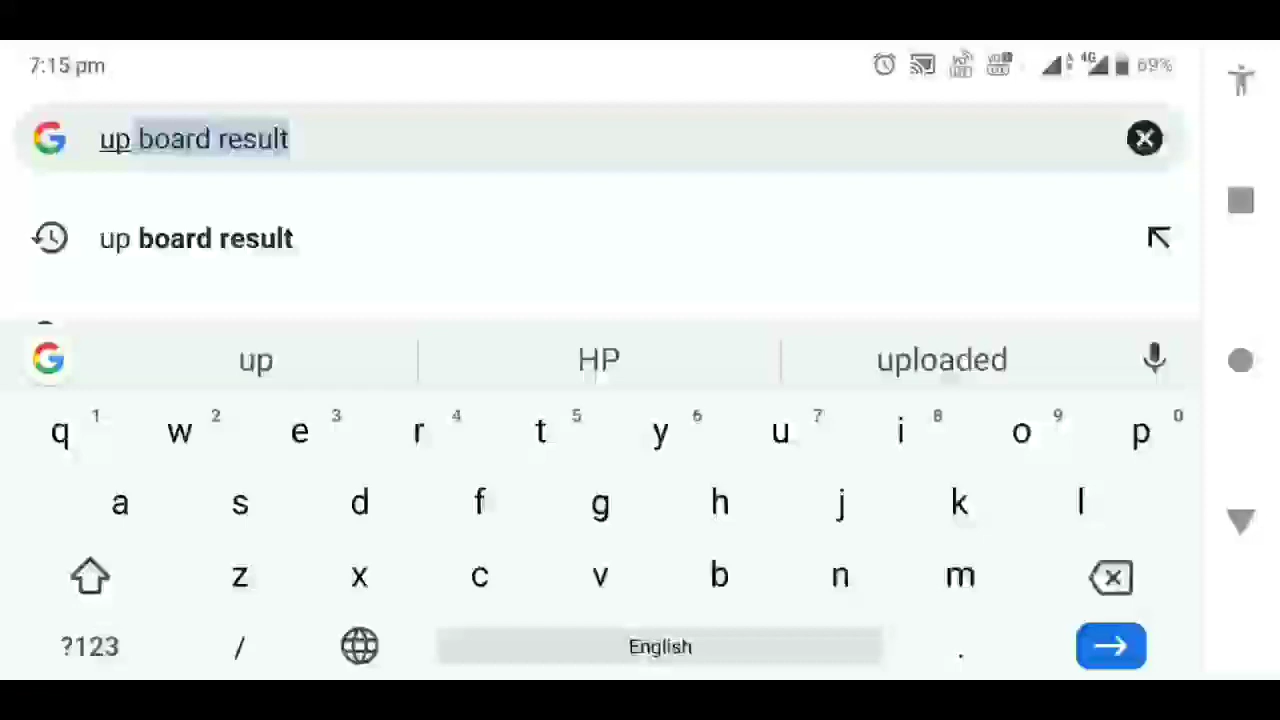 7:15 pm 4G 69%
up board result
up board result
up HP uploaded
q 1 w 2 e 3 r 4 t 5 y 6 u 7 i 8 o 9 p 0
a s d f g h j k l
z x c v b n m
?123 / English .